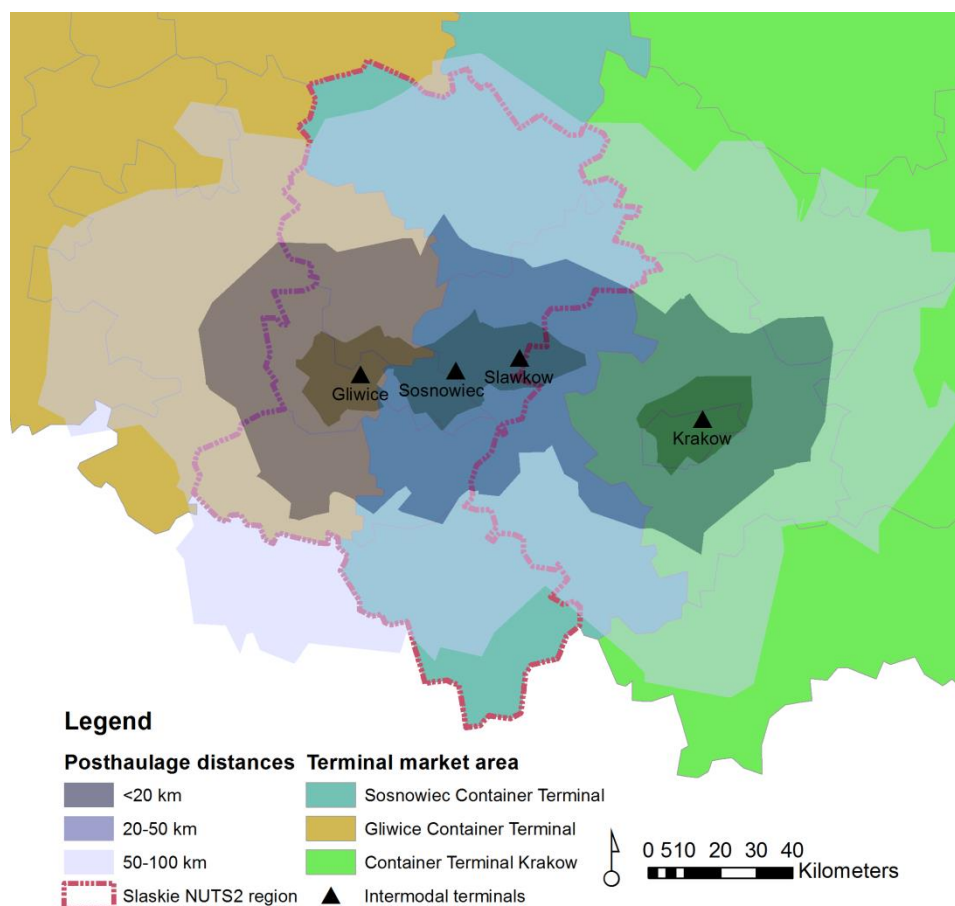 Gliwice
Sosnowiec
Slawkow
Krakow
Legend
Posthaulage distances
<20 km
20-50 km
50-100 km
Slaskie NUTS2 region
Terminal market area
Sosnowiec Container Terminal
Gliwice Container Terminal
Container Terminal Krakow
Intermodal terminals
0 5 10 20 30 40
Kilometers